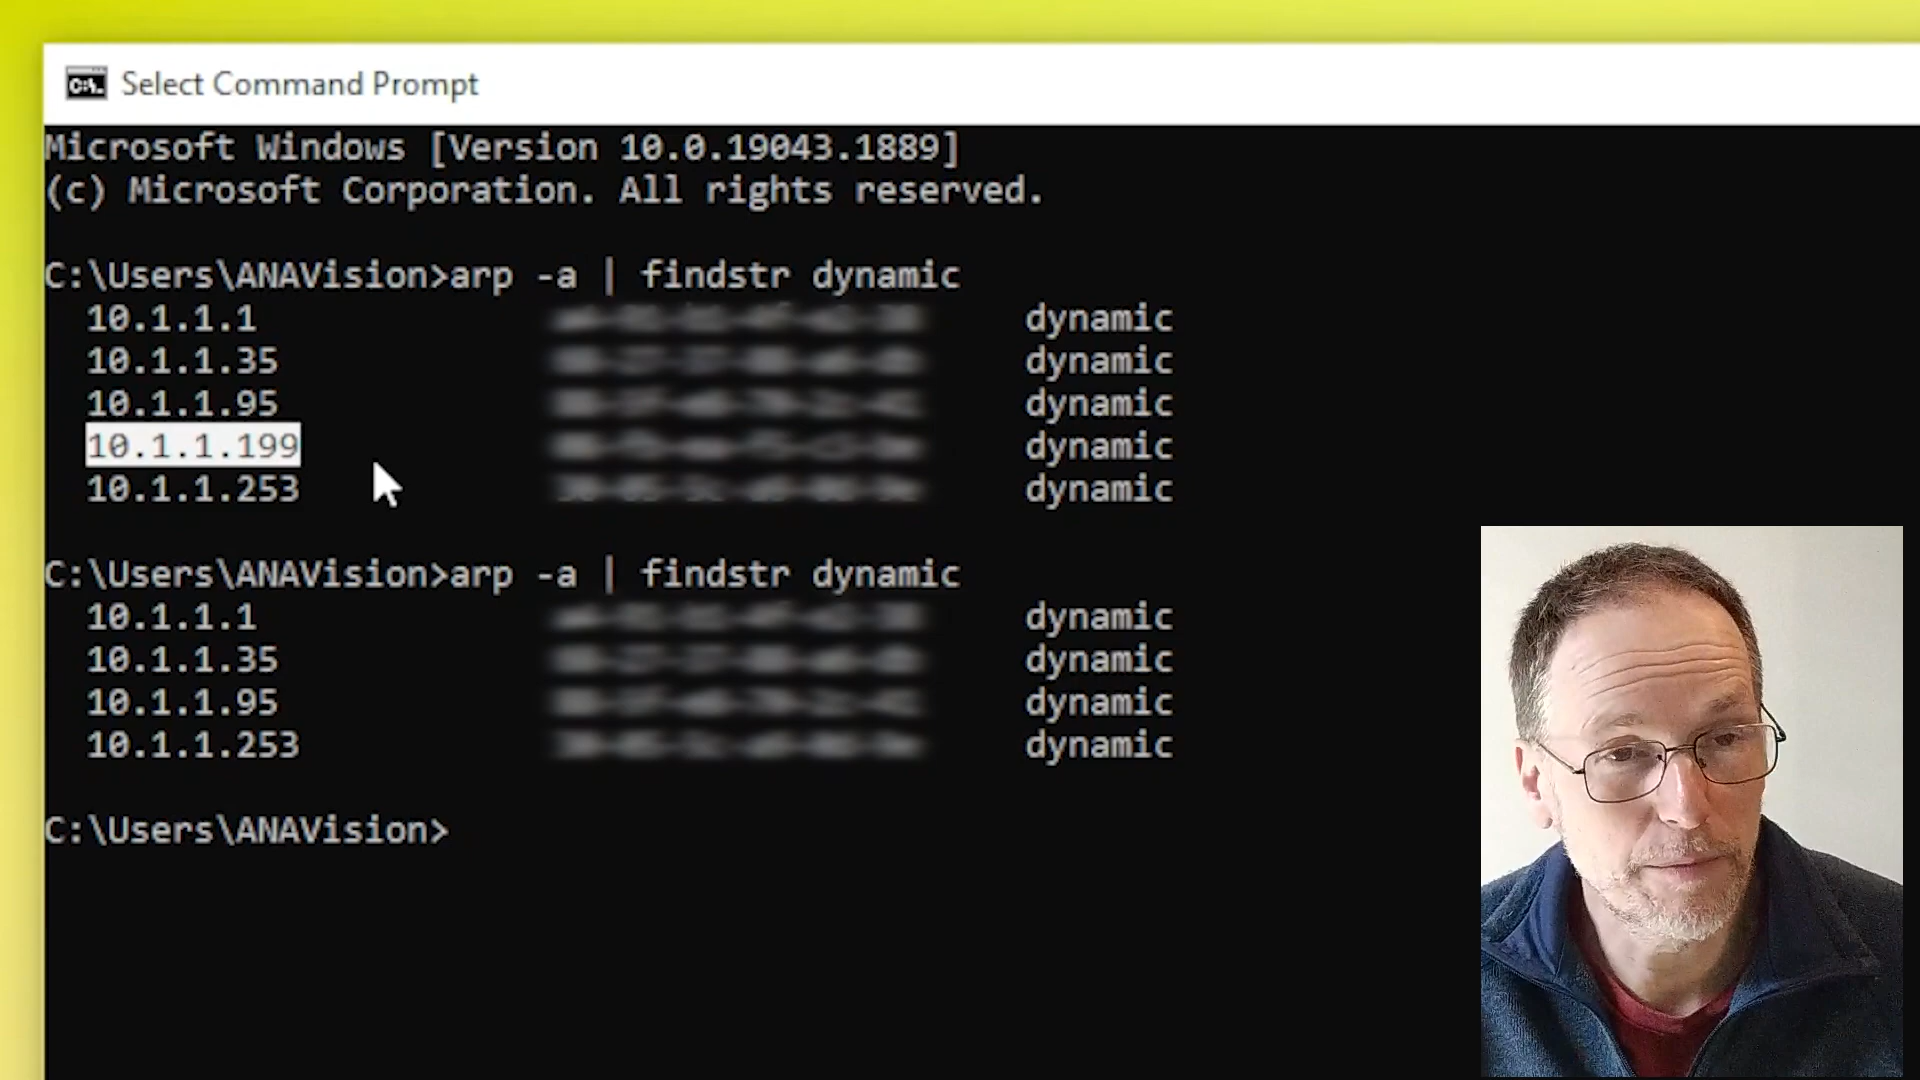 Select Command Prompt
Microsoft Windows [Version 10.0.19043.1889]
(c) Microsoft Corporation. All rights reserved.
C:\Users\ANAVision>arp -a | findstr dynamic
10.1.1.1 dynamic
10.1.1.35 dynamic
10.1.1.95 dynamic
10.1.1.199 dynamic
10.1.1.253 dynamic
C:\Users\ANAVision>arp -a | findstr dynamic
10.1.1.1 dynamic
10.1.1.35 dynamic
10.1.1.95 dynamic
10.1.1.253 dynamic
C:\Users\ANAVision>